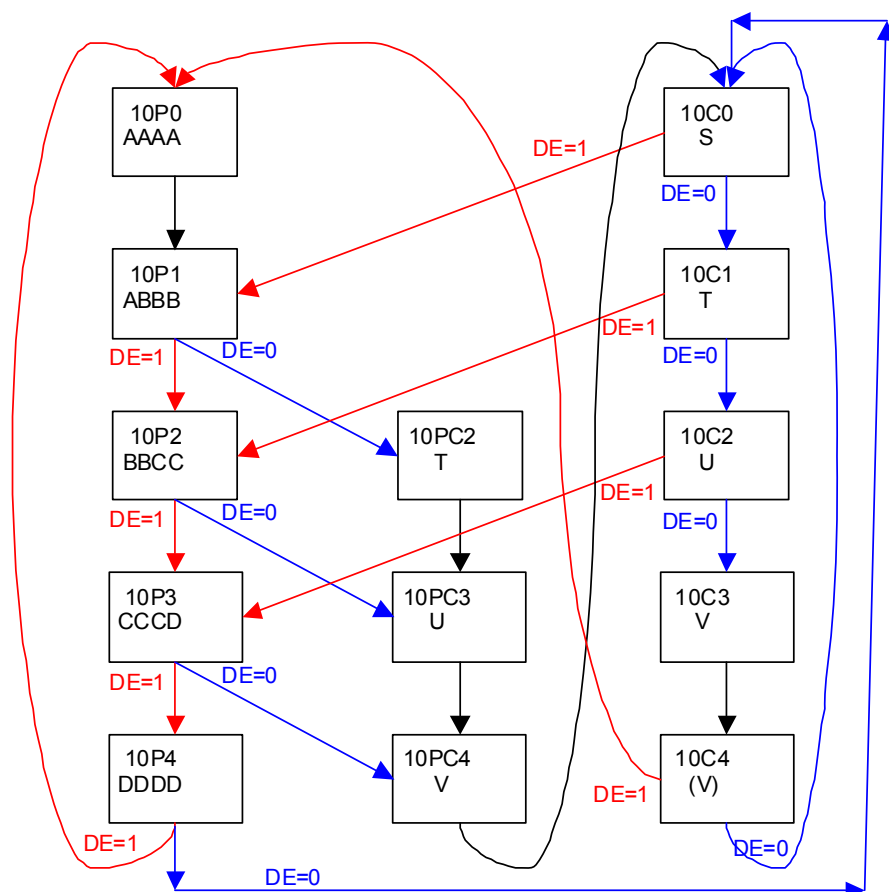 10P0
AAAA
10C0
S
DE=1
DE=0
10P1
ABBB
10C1
T
DE=1
DE=1
DE=0
DE=0
10P2
BBCC
10PC2
T
10C2
U
DE=1
DE=1
DE=0
DE=0
10P3
CCCD
10PC3
U
10C3
V
DE=1
DE=0
10P4
DDDD
10PC4
V
10C4
(V)
DE=1
DE=1
DE=0
DE=0